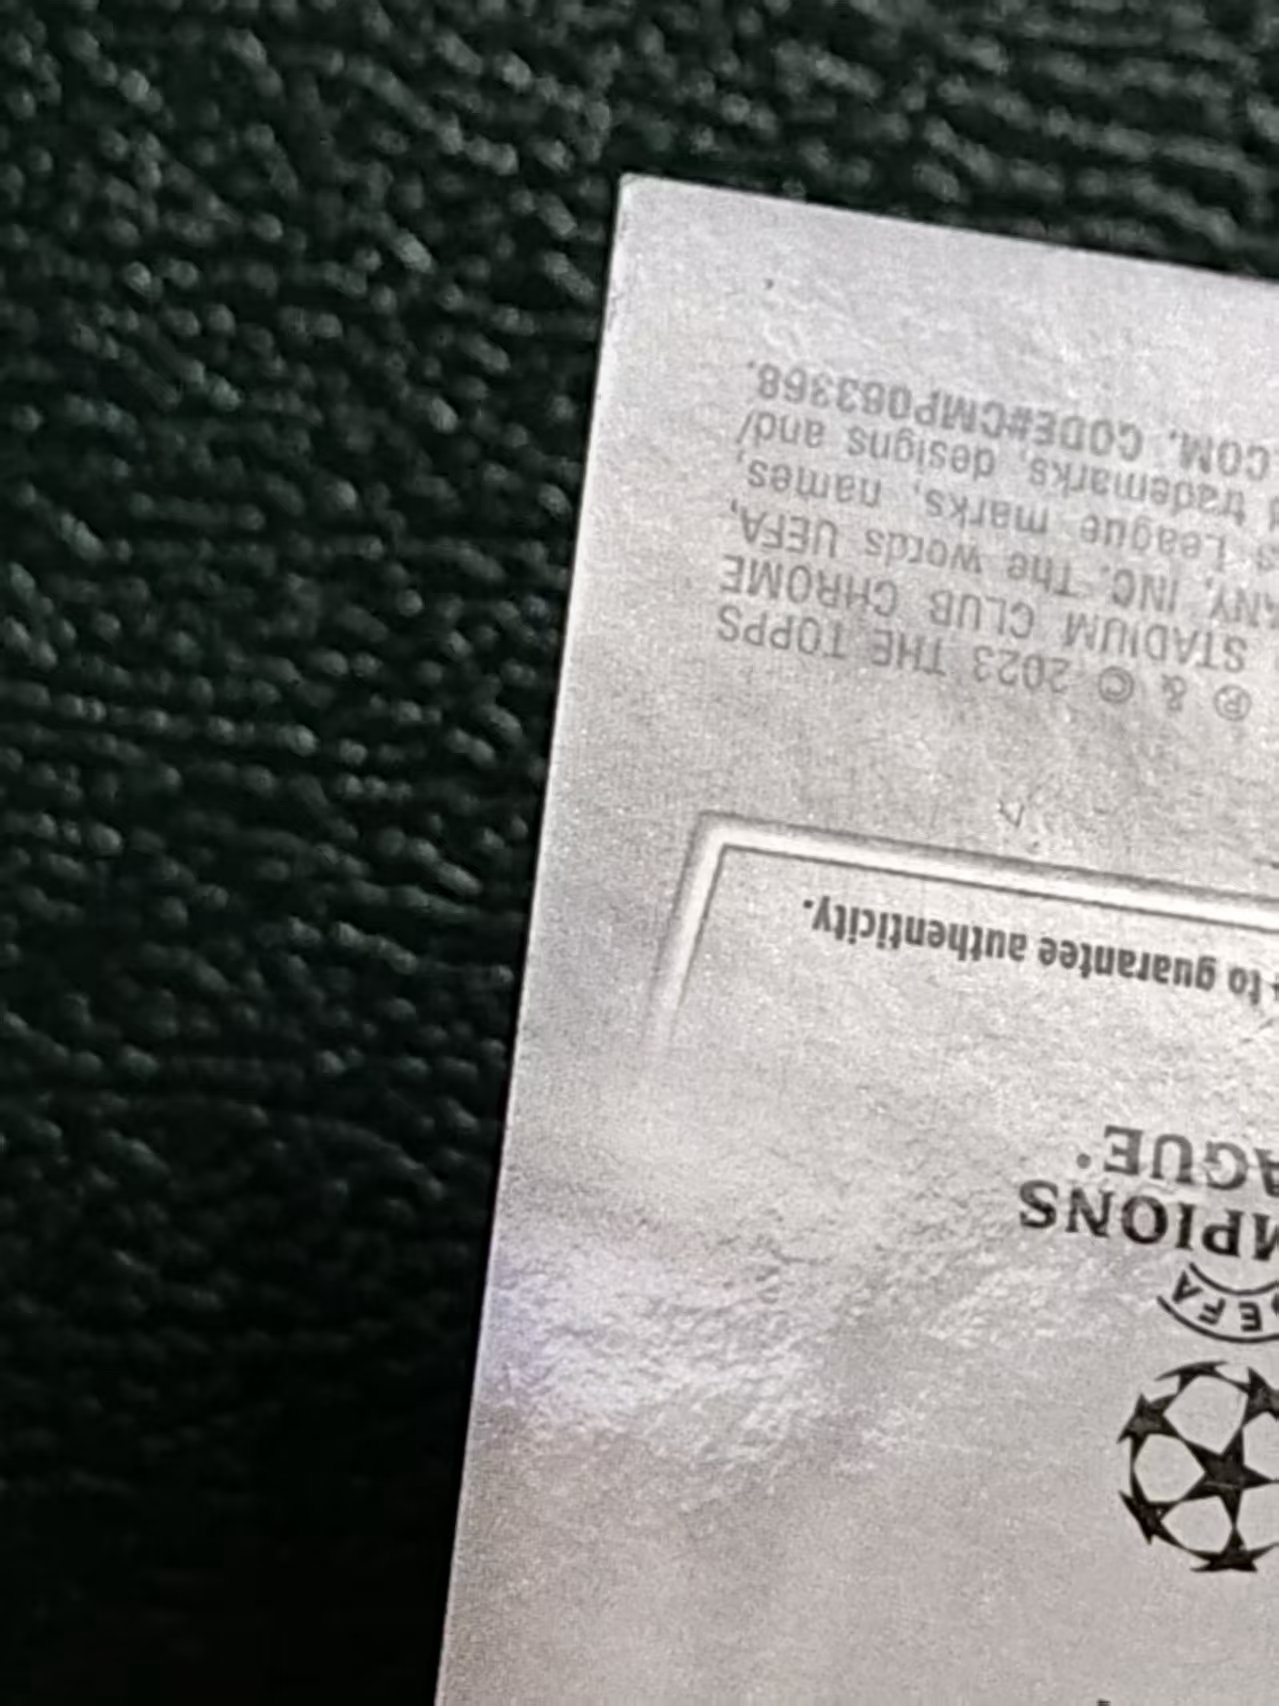 EFA
MPIONS
AGUE
to guarantee authenticity.
® & © 2023 THE TOPPS
STADIUM CLUB CHROME
ANY, INC. The words UEFA,
s League marks, names,
d trademarks, designs and/
.COM. CODE#CMP063368.